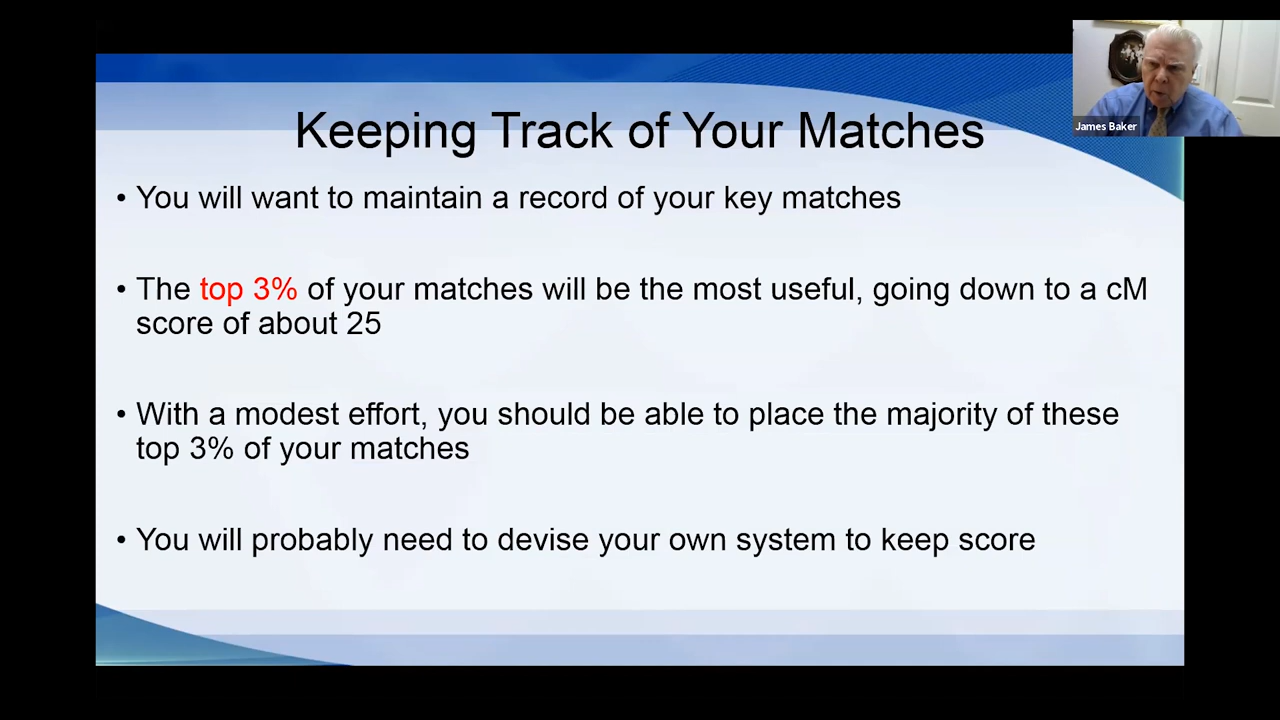 Keeping Track of Your Matches
• You will want to maintain a record of your key matches
• The top 3% of your matches will be the most useful, going down to a cM
score of about 25
• With a modest effort, you should be able to place the majority of these
top 3% of your matches
• You will probably need to devise your own system to keep score
James Baker